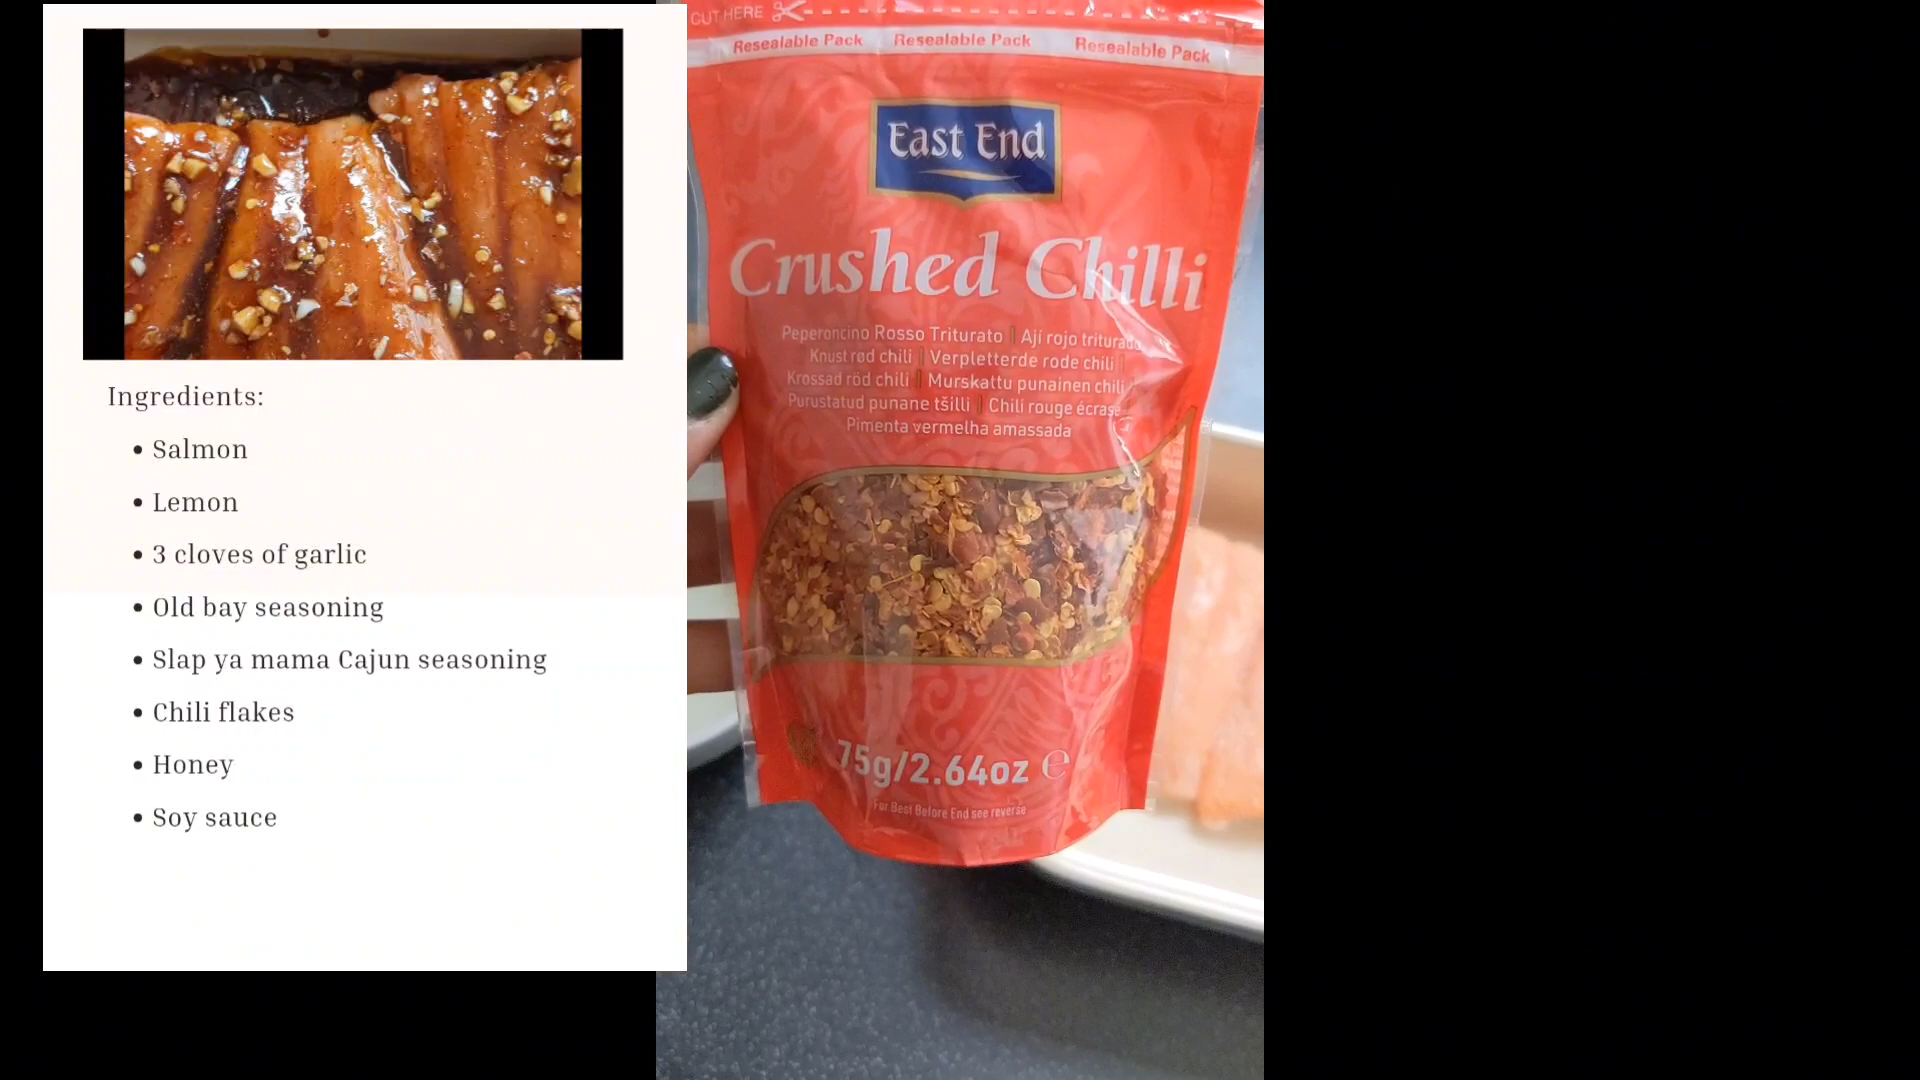 Ingredients:
• Salmon
• Lemon
• 3 cloves of garlic
• Old bay seasoning
• Slap ya mama Cajun seasoning
• Chili flakes
• Honey
• Soy sauce
CUT HERE
Resealable Pack Resealable Pack Resealable Pack
East End
Crushed Chilli
Peperoncino Rosso Triturato | Ají rojo triturado
Knust rød chili | Verpletterde rode chili |
Krossad röd chili | Murskattu punainen chili |
Purustatud punane tšilli | Chili rouge écrasé
Pimenta vermelha amassada
75g/2.64oz ℮
For Best Before End see reverse